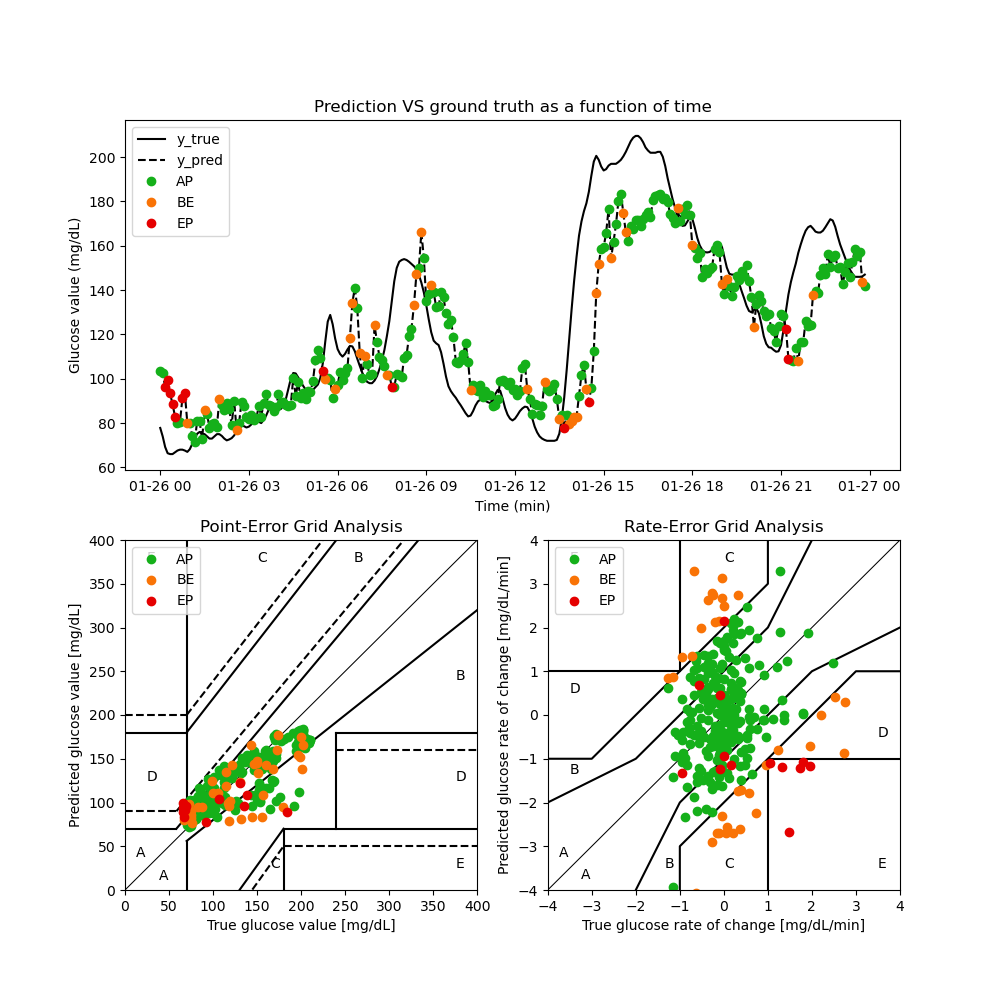 Prediction VS ground truth as a function of time
y_true
y_pred
AP
BE
EP
Glucose value (mg/dL)
200
180
160
140
120
100
80
60
01-26 00 01-26 03 01-26 06 01-26 09 01-26 12 01-26 15 01-26 18 01-26 21 01-27 00
Time (min)
Point-Error Grid Analysis
AP
BE
EP
C
B
B
D
D
A
A
C
E
Predicted glucose value [mg/dL]
400
350
300
250
200
150
100
50
0
0 50 100 150 200 250 300 350 400
True glucose value [mg/dL]
Rate-Error Grid Analysis
AP
BE
EP
C
D
D
B
A
A
B
C
E
Predicted glucose rate of change [mg/dL/min]
4
3
2
1
0
−1
−2
−3
−4
−4 −3 −2 −1 0 1 2 3 4
True glucose rate of change [mg/dL/min]